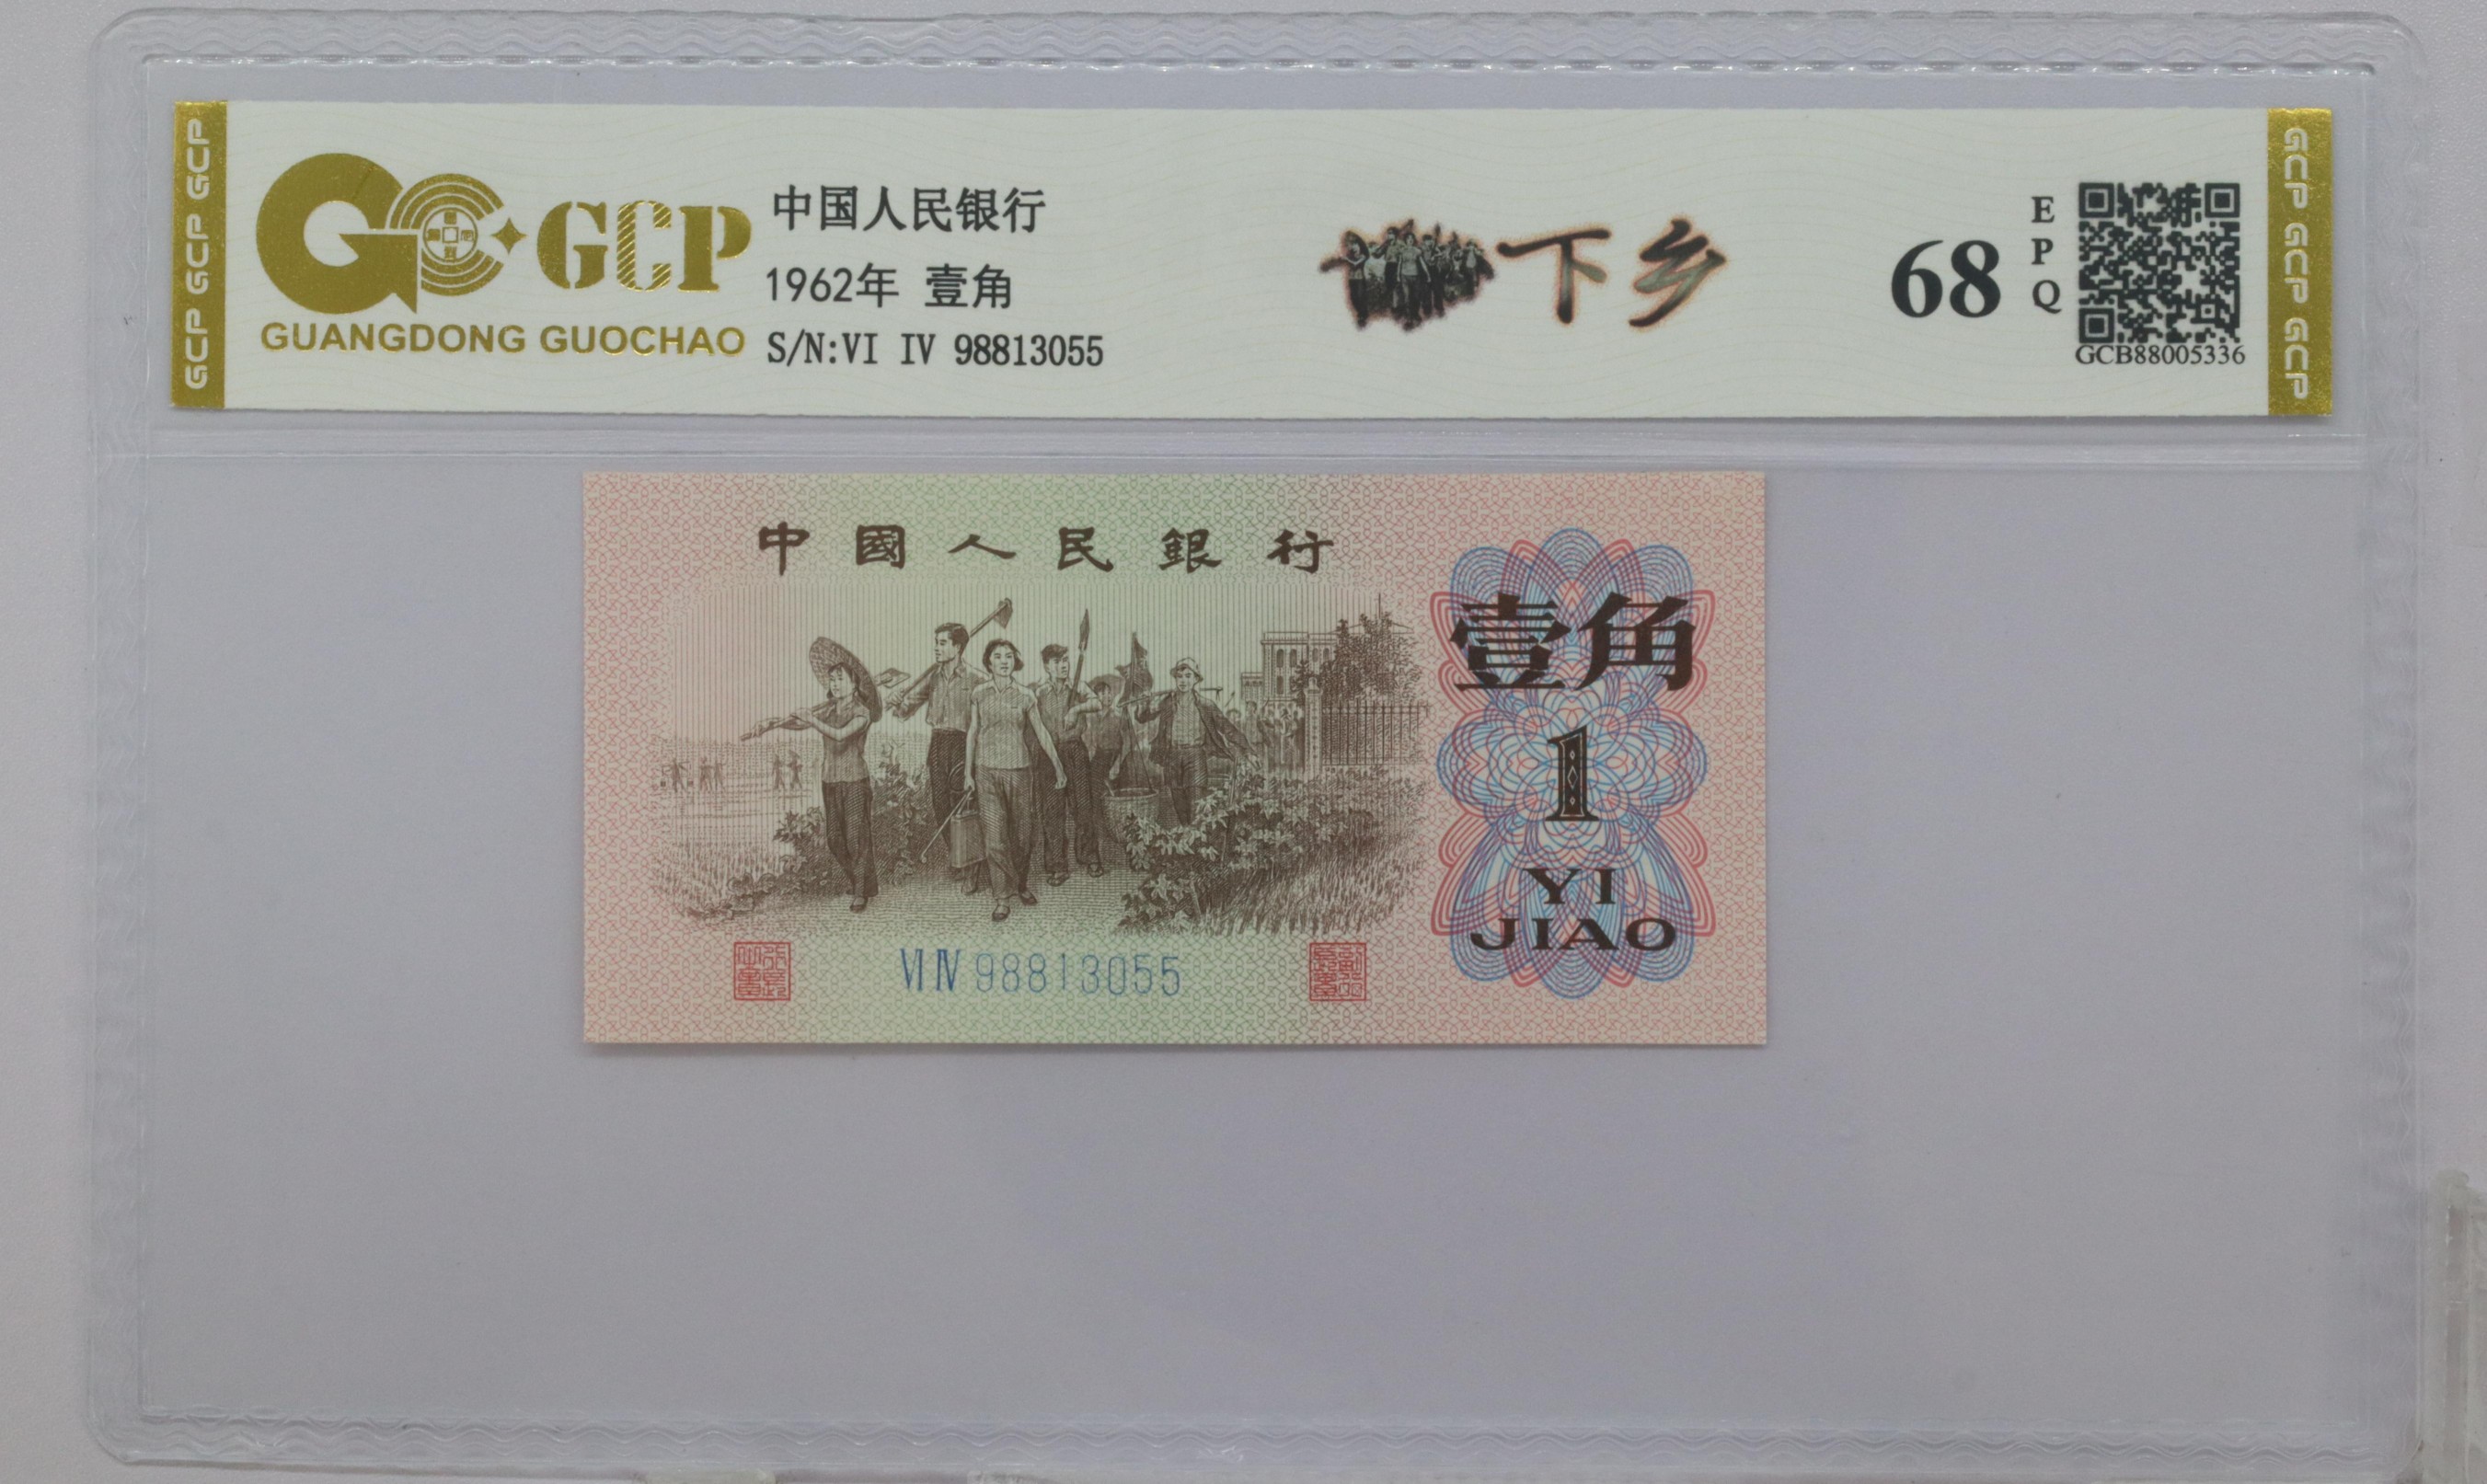 GCP GCP GCP
GCP
GUANGDONG GUOCHAO
中国人民银行
1962年 壹角
S/N:VI IV 98813055
下乡
68
EPQ
GCB88005336
GCP GCP GCP
中國人民銀行
壹角
1
YI
JIAO
VI IV 98813055